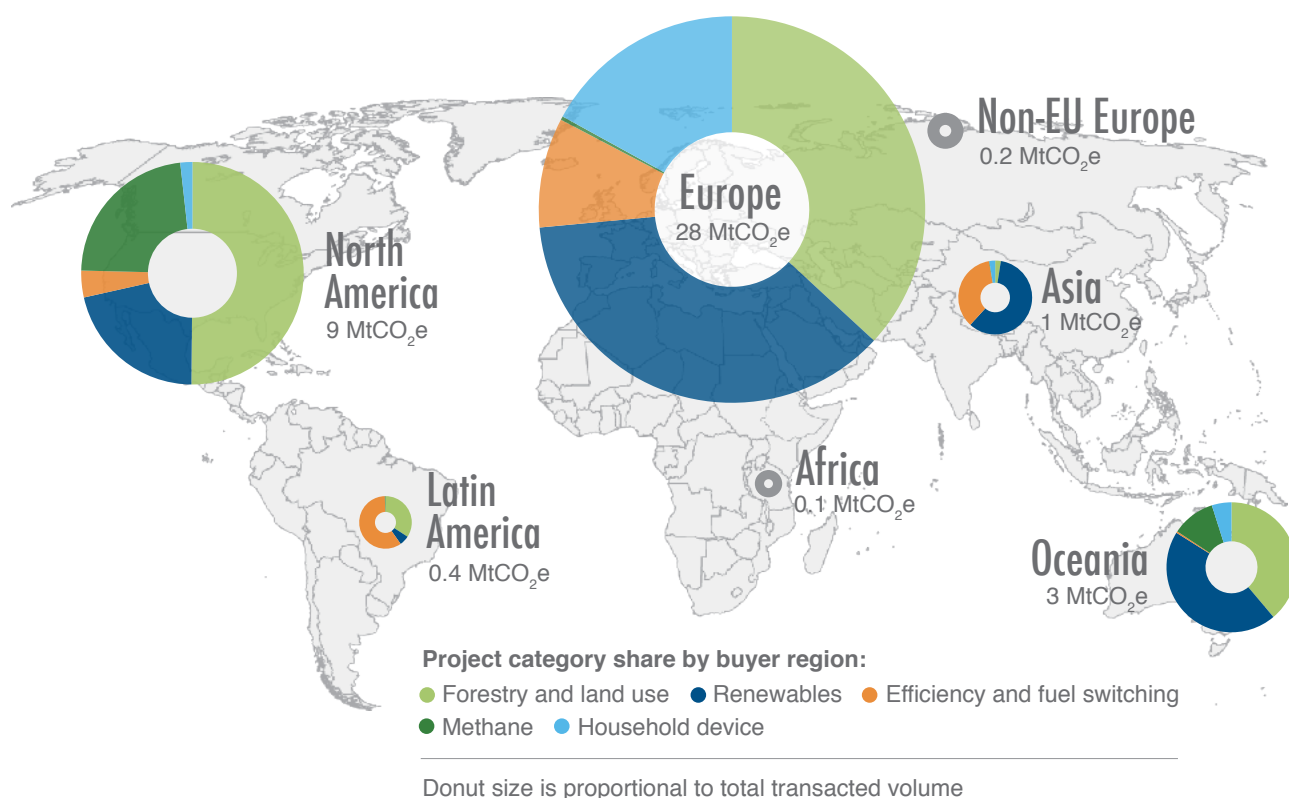 Non-EU Europe
0.2 MtCO₂e
Europe
28 MtCO₂e
North
America
9 MtCO₂e
Asia
1 MtCO₂e
Africa
0.1 MtCO₂e
Latin
America
0.4 MtCO₂e
Oceania
3 MtCO₂e
Project category share by buyer region:
Forestry and land use Renewables Efficiency and fuel switching
Methane Household device
Donut size is proportional to total transacted volume